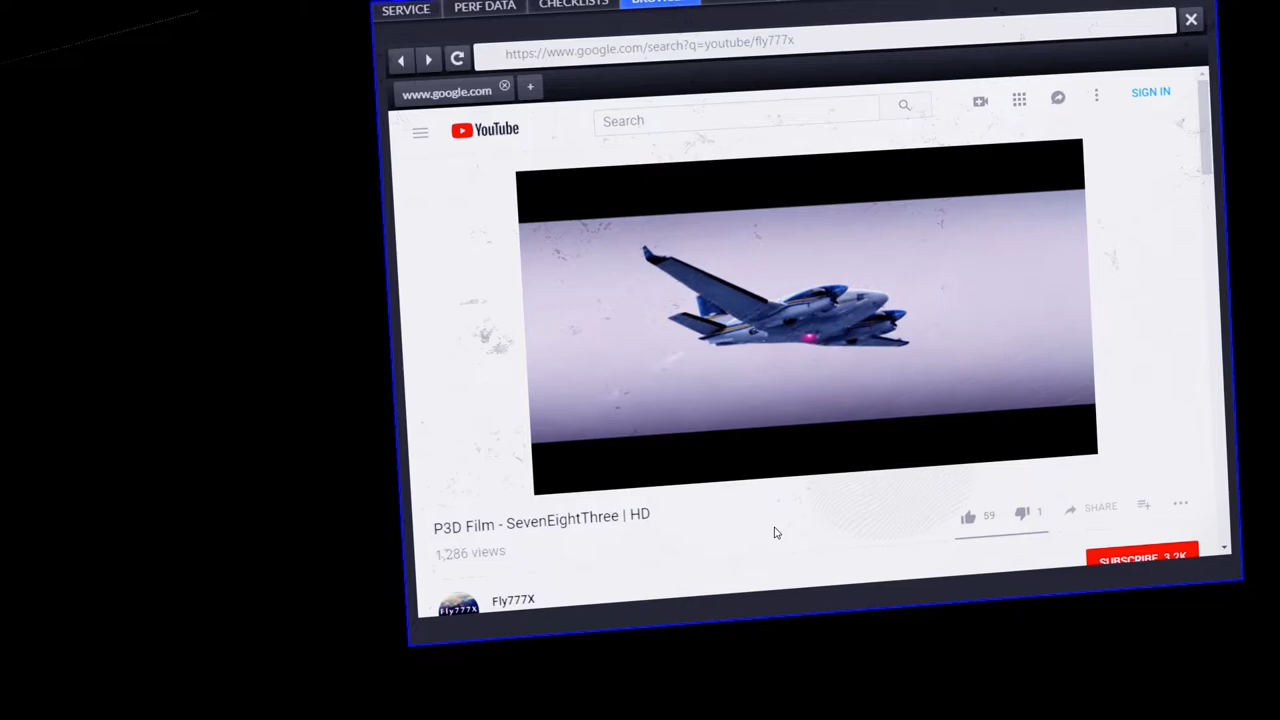 SERVICE
PERF DATA
CHECKLISTS
https://www.google.com/search?q=youtube/fly777x
www.google.com
YouTube
Search
SIGN IN
P3D Film - SevenEightThree | HD
59
1
SHARE
1,286 views
SUBSCRIBE 3.2K
Fly777X
Fly777X